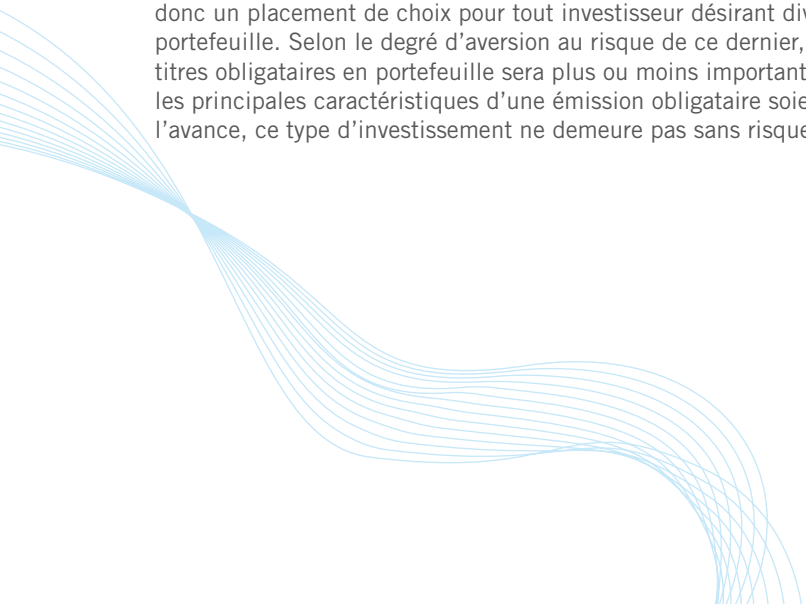 donc un placement de choix pour tout investisseur désirant div
portefeuille. Selon le degré d’aversion au risque de ce dernier,
titres obligataires en portefeuille sera plus ou moins important
les principales caractéristiques d’une émission obligataire soie
l’avance, ce type d’investissement ne demeure pas sans risque